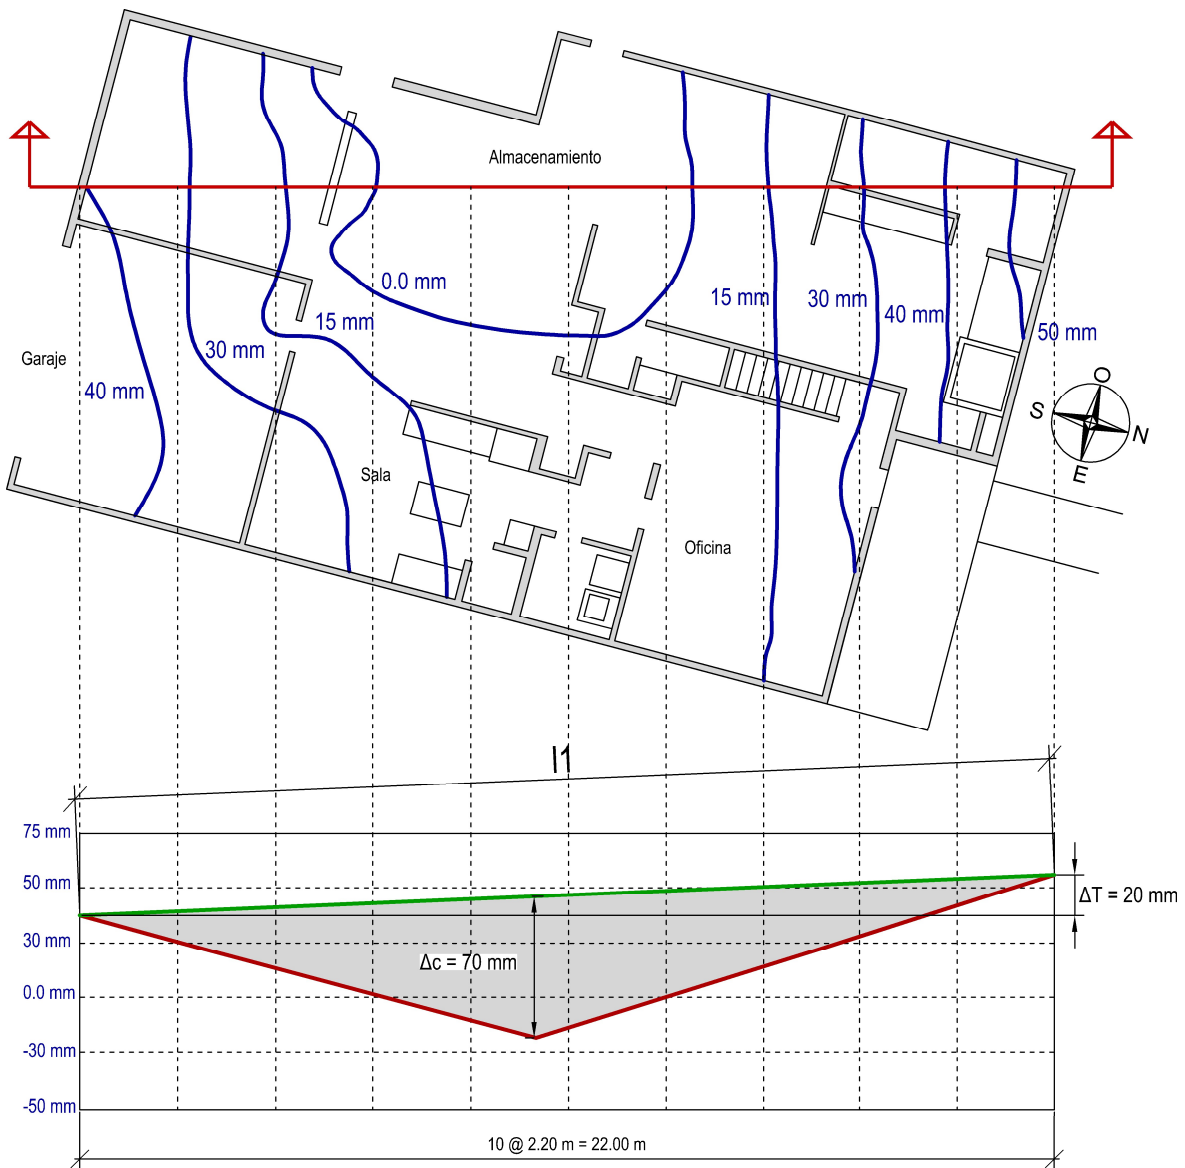 Almacenamiento
0.0 mm
15 mm
30 mm
15 mm
30 mm
40 mm
50 mm
Garaje
40 mm
O
S
N
E
Sala
Oficina
l1
75 mm
50 mm
ΔT = 20 mm
30 mm
Δc = 70 mm
0.0 mm
-30 mm
-50 mm
10 @ 2.20 m = 22.00 m